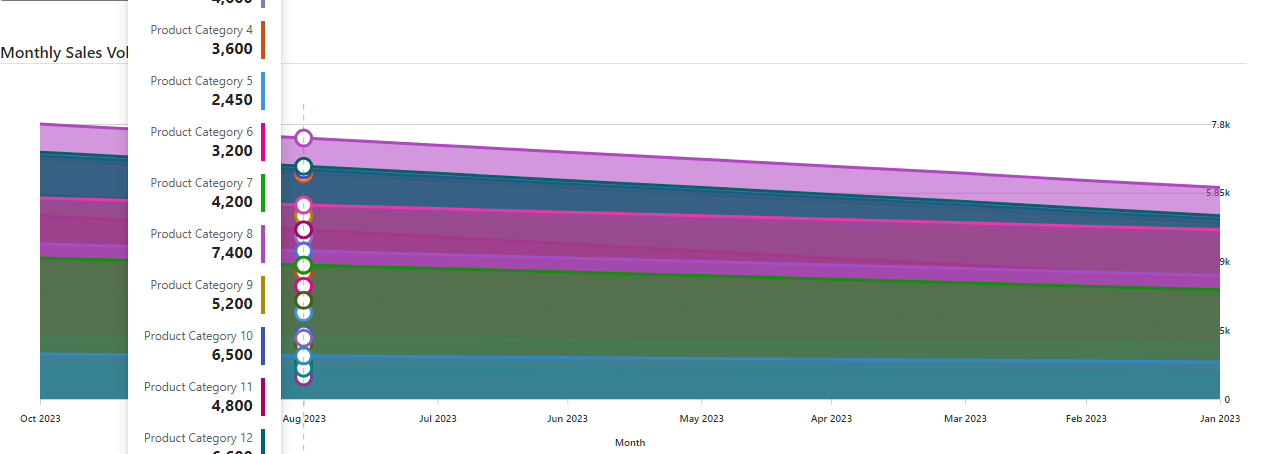 Product Category 4
3,600
Monthly Sales Vol
Product Category 5
2,450
Product Category 6
3,200
7.8k
Product Category 7
4,200
5.85k
Product Category 8
7,400
9k
Product Category 9
5,200
Product Category 10
6,500
5k
Product Category 11
4,800
0
Oct 2023 Aug 2023 Jul 2023 Jun 2023 May 2023 Apr 2023 Mar 2023 Feb 2023 Jan 2023
Product Category 12
Month